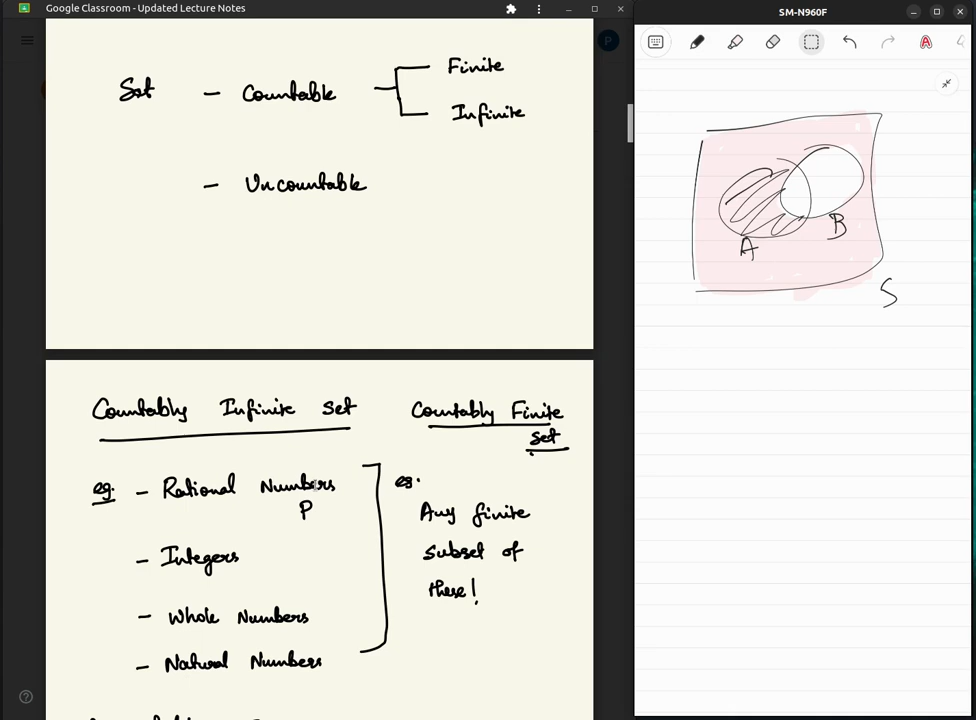 Google Classroom - Updated Lecture Notes
SM-N960F
P
A
Set - Countable
Finite
Infinite
- Uncountable
Countably Infinite Set
eg. - Rational Numbers
P
- Integers
- Whole Numbers
- Natural Numbers
Countably Finite
set
eg.
Any finite
subset of
these!
A
B
S